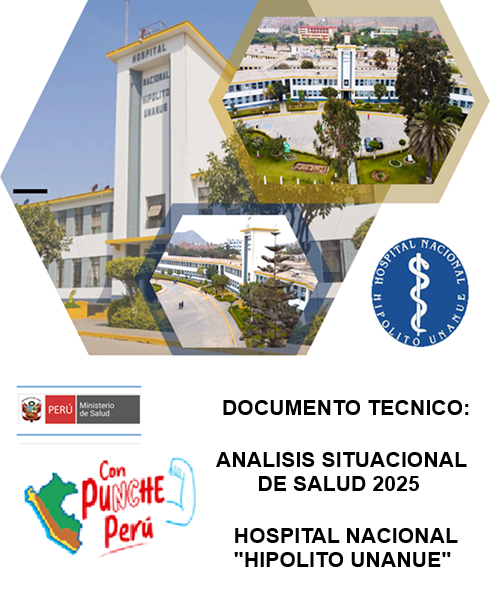 HOSPITAL
NACIONAL
HIPOLITO
UNANUE
HOSPITAL NACIONAL
HIPOLITO UNANUE
PERÚ
Ministerio
de Salud
DOCUMENTO TECNICO:
Con
PUNCHE
Perú
ANALISIS SITUACIONAL
DE SALUD 2025
HOSPITAL NACIONAL
"HIPOLITO UNANUE"